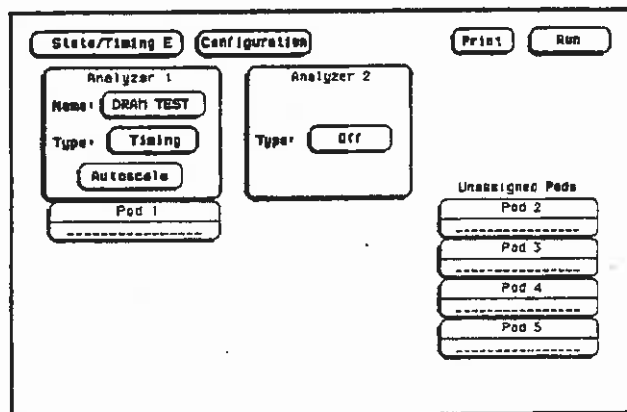 State/Timing E Configuration Print Run
Analyzer 1
Name: DRAM TEST
Type: Timing
Autoscale
Pod 1
Analyzer 2
Type: Off
Unassigned Pods
Pod 2
Pod 3
Pod 4
Pod 5